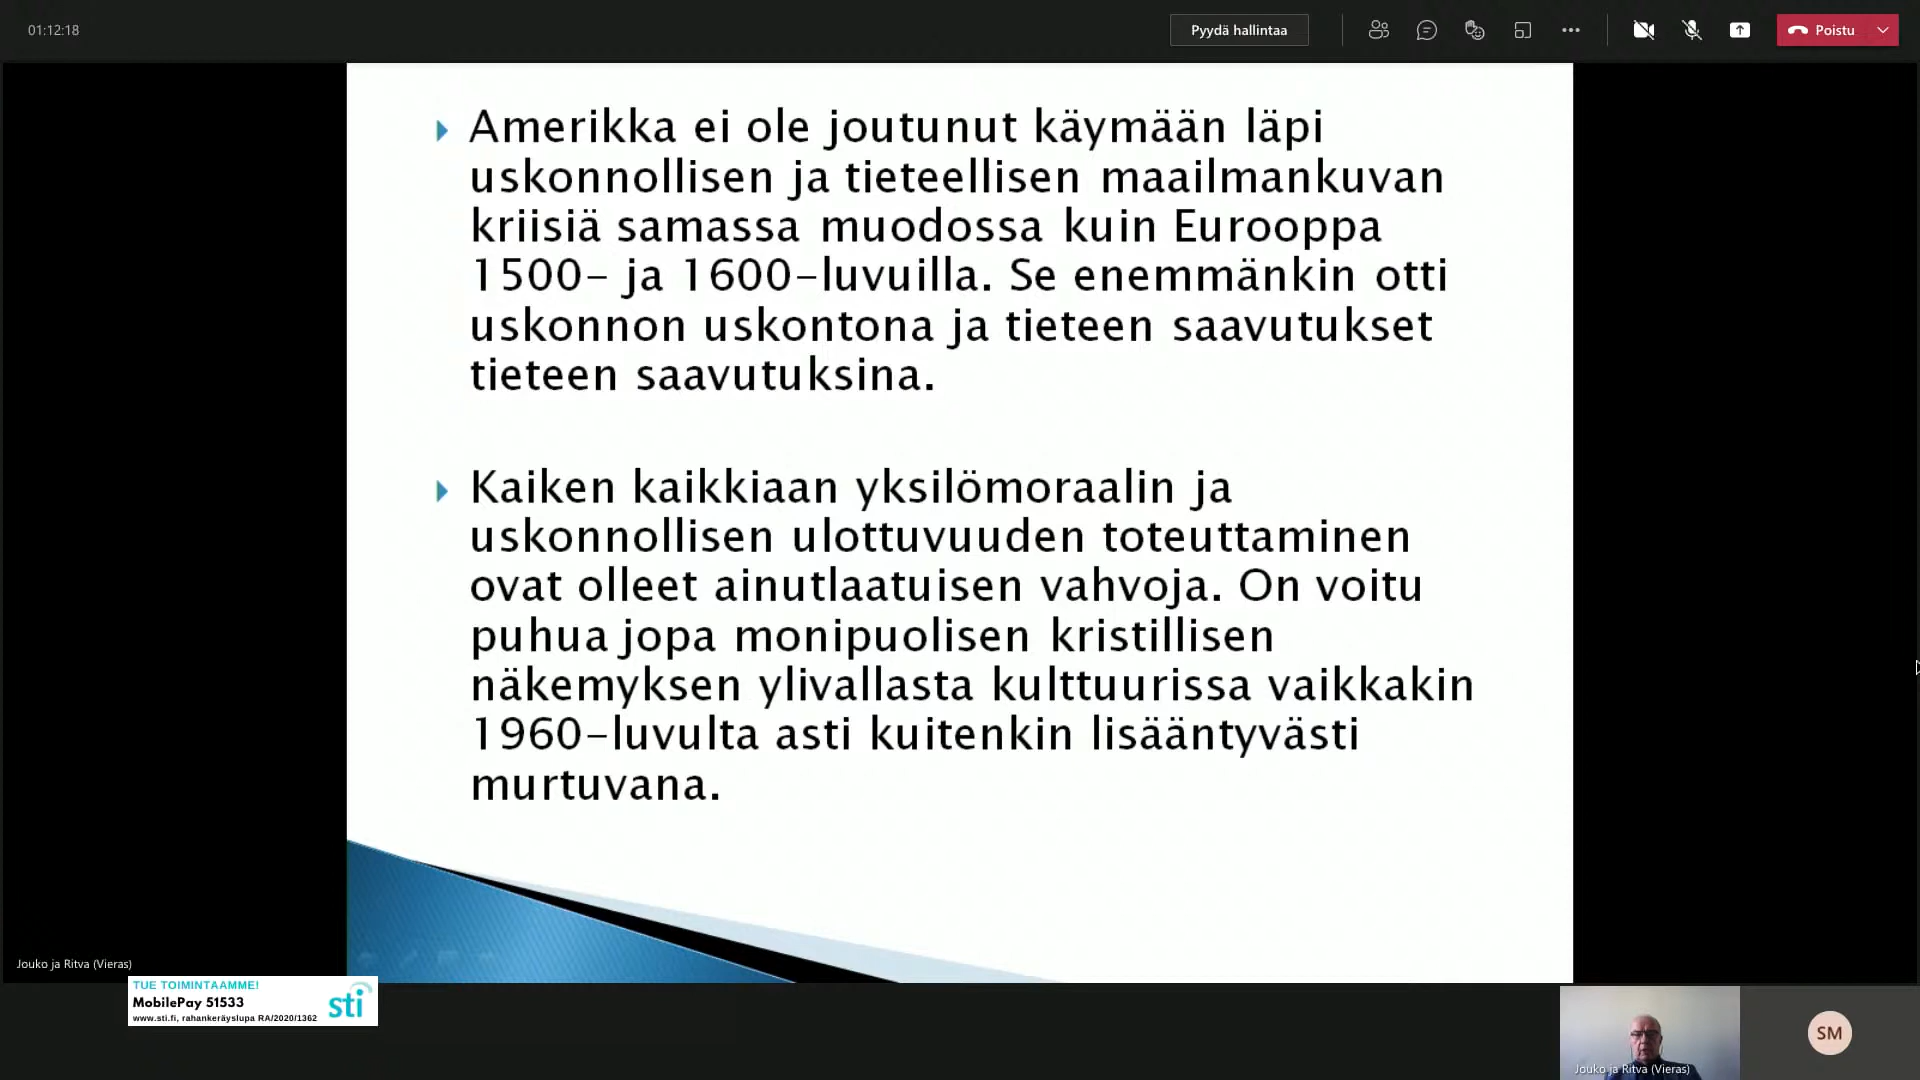 01:12:18
Pyydä hallintaa
Poistu
Amerikka ei ole joutunut käymään läpi
uskonnollisen ja tieteellisen maailmankuvan
kriisiä samassa muodossa kuin Eurooppa
1500- ja 1600-luvuilla. Se enemmänkin otti
uskonnon uskontona ja tieteen saavutukset
tieteen saavutuksina.
Kaiken kaikkiaan yksilömoraalin ja
uskonnollisen ulottuvuuden toteuttaminen
ovat olleet ainutlaatuisen vahvoja. On voitu
puhua jopa monipuolisen kristillisen
näkemyksen ylivallasta kulttuurissa vaikkakin
1960-luvulta asti kuitenkin lisääntyvästi
murtuvana.
Jouko ja Ritva (Vieras)
TUE TOIMINTAAMME!
MobilePay 51533
www.sti.fi, rahankeräyslupa RA/2020/1362
sti
Jouko ja Ritva (Vieras)
SM